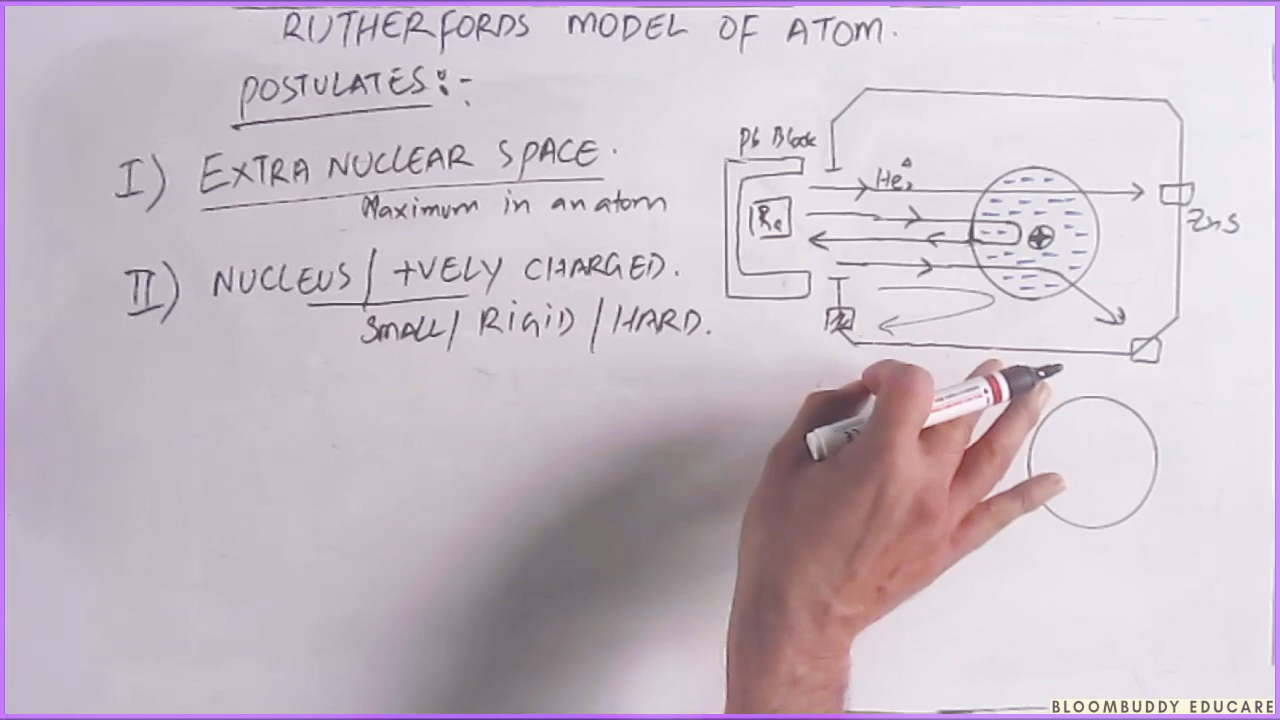 RUTHERFORDS MODEL OF ATOM.
POSTULATES:-
I) EXTRA NUCLEAR SPACE.
Maximum in an atom
II) NUCLEUS / +VELY CHARGED.
SMALL / RIGID / HARD.
Pb Block
Ra
He
+
ZnS
BLOOMBUDDY EDUCARE